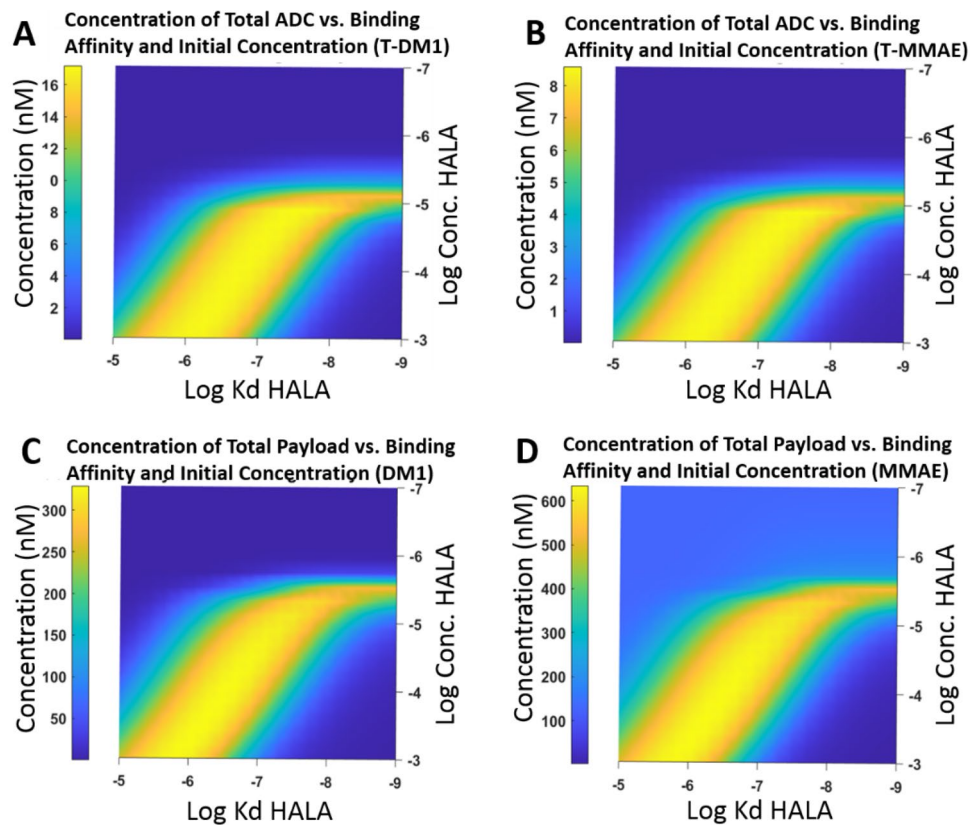 A
Concentration of Total ADC vs. Binding
Affinity and Initial Concentration (T-DM1)
Concentration (nM)
16
14
8
6
4
2
-7
-6
-5
-4
-3
Log Conc. HALA
-5
-6
-7
-8
-9
Log Kd HALA
B
Concentration of Total ADC vs. Binding
Affinity and Initial Concentration (T-MMAE)
Concentration (nM)
8
7
6
5
4
3
2
1
-7
-6
-5
-4
-3
Log Conc. HALA
-5
-6
-7
-8
-9
Log Kd HALA
C
Concentration of Total Payload vs. Binding
Affinity and Initial Concentration (DM1)
Concentration (nM)
300
250
200
150
100
50
-7
-6
-5
-4
-3
Log Conc. HALA
-5
-6
-7
-8
-9
Log Kd HALA
D
Concentration of Total Payload vs. Binding
Affinity and Initial Concentration (MMAE)
Concentration (nM)
600
500
400
300
200
100
-7
-6
-5
-4
-3
Log Conc. HALA
-5
-6
-7
-8
-9
Log Kd HALA